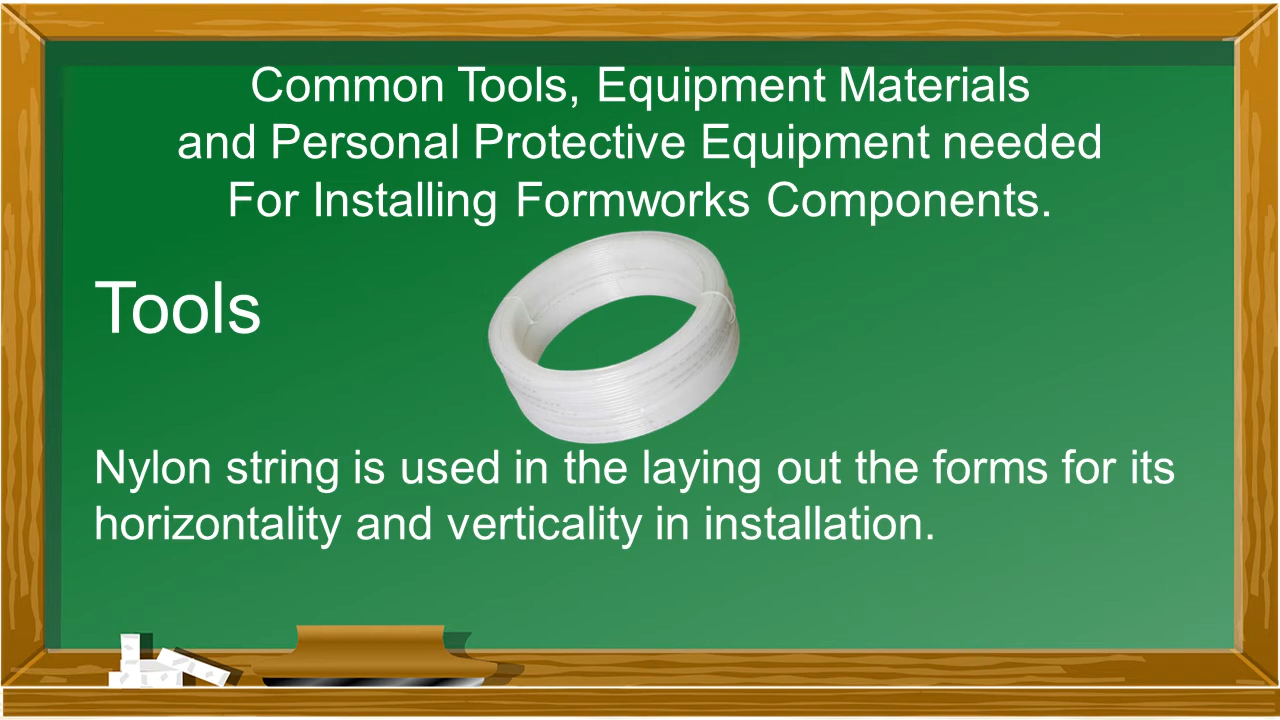 Common Tools, Equipment Materials
and Personal Protective Equipment needed
For Installing Formworks Components.
Tools
Nylon string is used in the laying out the forms for its
horizontality and verticality in installation.